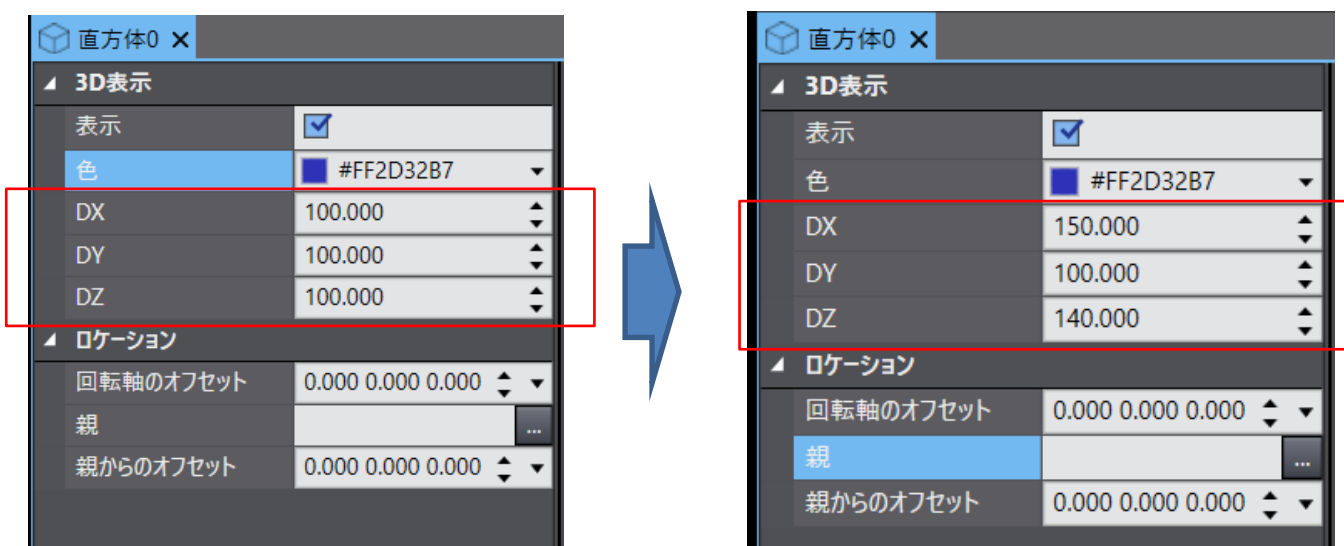 直方体0
3D表示
表示
色 #FF2D32B7
DX 100.000
DY 100.000
DZ 100.000
ロケーション
回転軸のオフセット 0.000 0.000 0.000
親 ...
親からのオフセット 0.000 0.000 0.000
直方体0
3D表示
表示
色 #FF2D32B7
DX 150.000
DY 100.000
DZ 140.000
ロケーション
回転軸のオフセット 0.000 0.000 0.000
親 ...
親からのオフセット 0.000 0.000 0.000